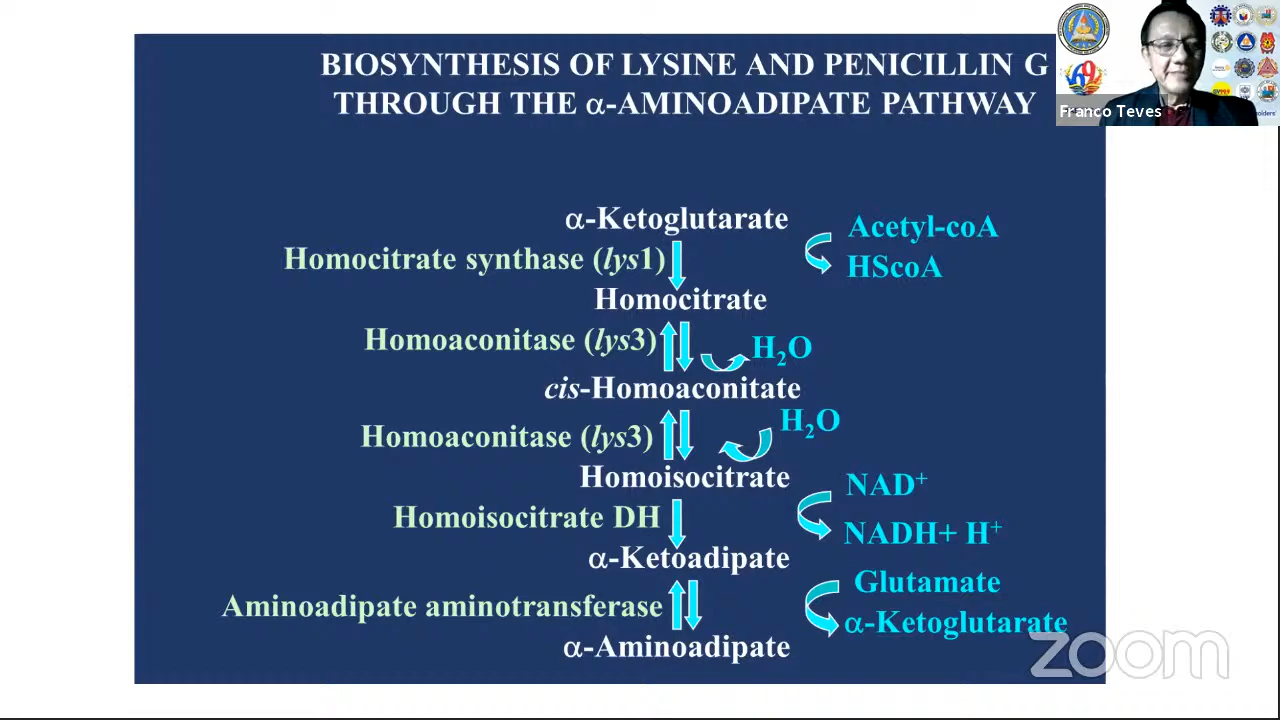 BIOSYNTHESIS OF LYSINE AND PENICILLIN G
THROUGH THE α-AMINOADIPATE PATHWAY
Franco Teves
α-Ketoglutarate
Acetyl-coA
Homocitrate synthase (lys1)
HScoA
Homocitrate
Homoaconitase (lys3)
H₂O
cis-Homoaconitate
H₂O
Homoaconitase (lys3)
Homoisocitrate
NAD⁺
Homoisocitrate DH
NADH+ H⁺
α-Ketoadipate
Glutamate
Aminoadipate aminotransferase
α-Ketoglutarate
α-Aminoadipate
zoom